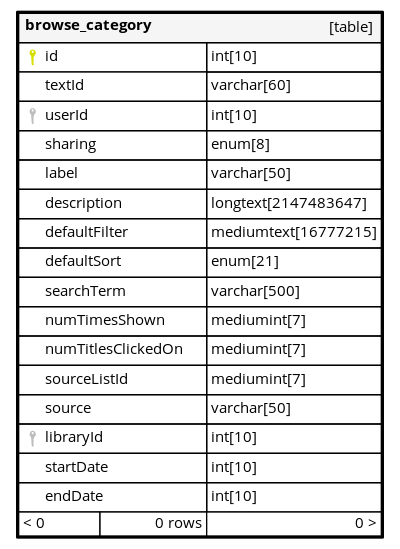 browse_category [table]
id int[10]
textId varchar[60]
userId int[10]
sharing enum[8]
label varchar[50]
description longtext[2147483647]
defaultFilter mediumtext[16777215]
defaultSort enum[21]
searchTerm varchar[500]
numTimesShown mediumint[7]
numTitlesClickedOn mediumint[7]
sourceListId mediumint[7]
source varchar[50]
libraryId int[10]
startDate int[10]
endDate int[10]
< 0 0 rows 0 >